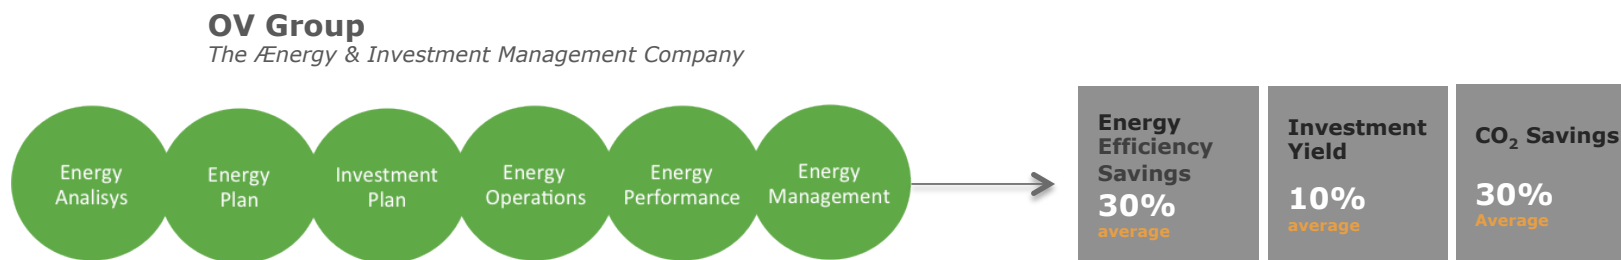 OV Group
The Ænergy & Investment Management Company
Energy
Analisys
Energy
Plan
Investment
Plan
Energy
Operations
Energy
Performance
Energy
Management
Energy
Efficiency
Savings
30%
average
Investment
Yield
10%
average
CO₂ Savings
30%
Average